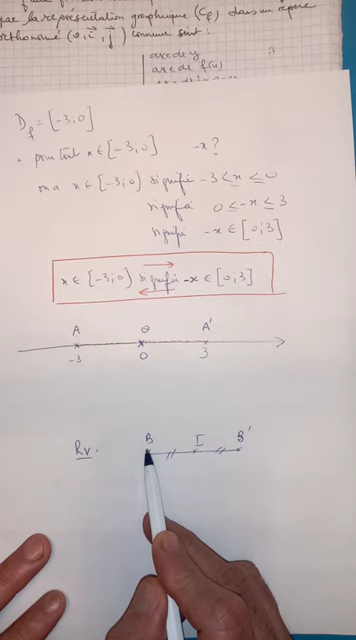 par la représentation graphique (Cf) dans un repère
orthonormé (o, i⃗, j⃗) comme suit :
axe de y
axe de f(x)
D_f = [-3; 0]
• pour tout x ∈ [-3; 0] -x ?
on a x ∈ [-3; 0] signifie -3 ≤ x ≤ 0
signifie 0 ≤ -x ≤ 3
signifie -x ∈ [0; 3]
x ∈ [-3; 0] signifie -x ∈ [0; 3]
A O A'
-3 0 3
Rv. B I B'